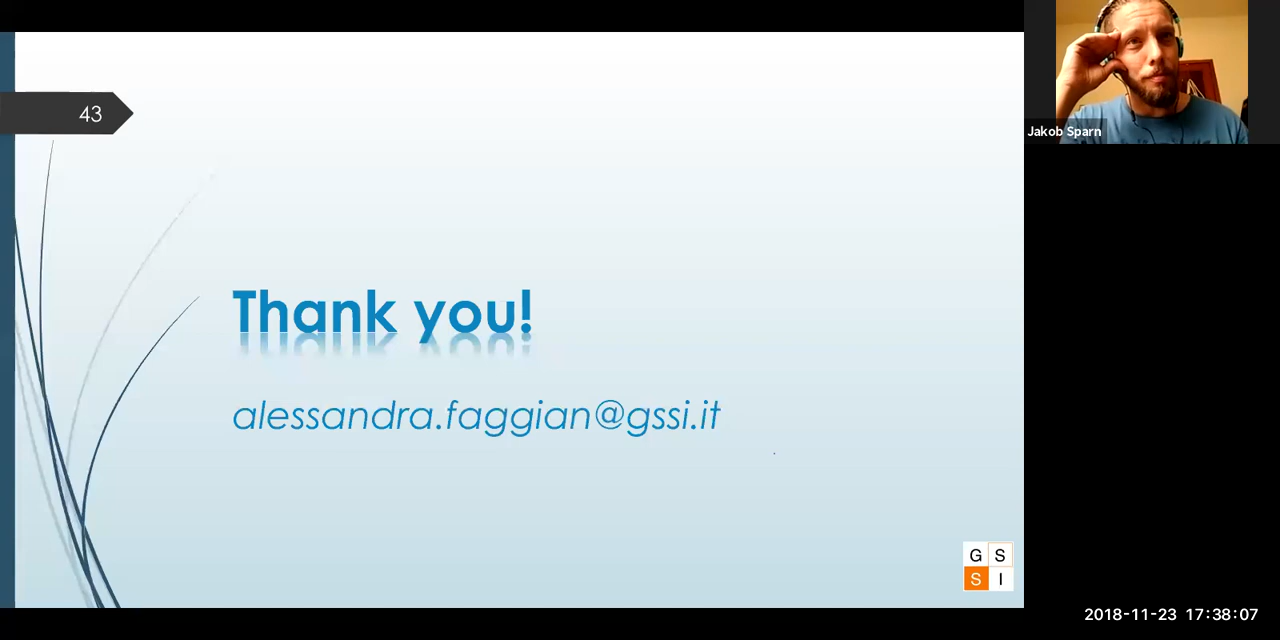 43
Thank you!
alessandra.faggian@gssi.it
G S
S I
Jakob Sparn
2018-11-23 17:38:07